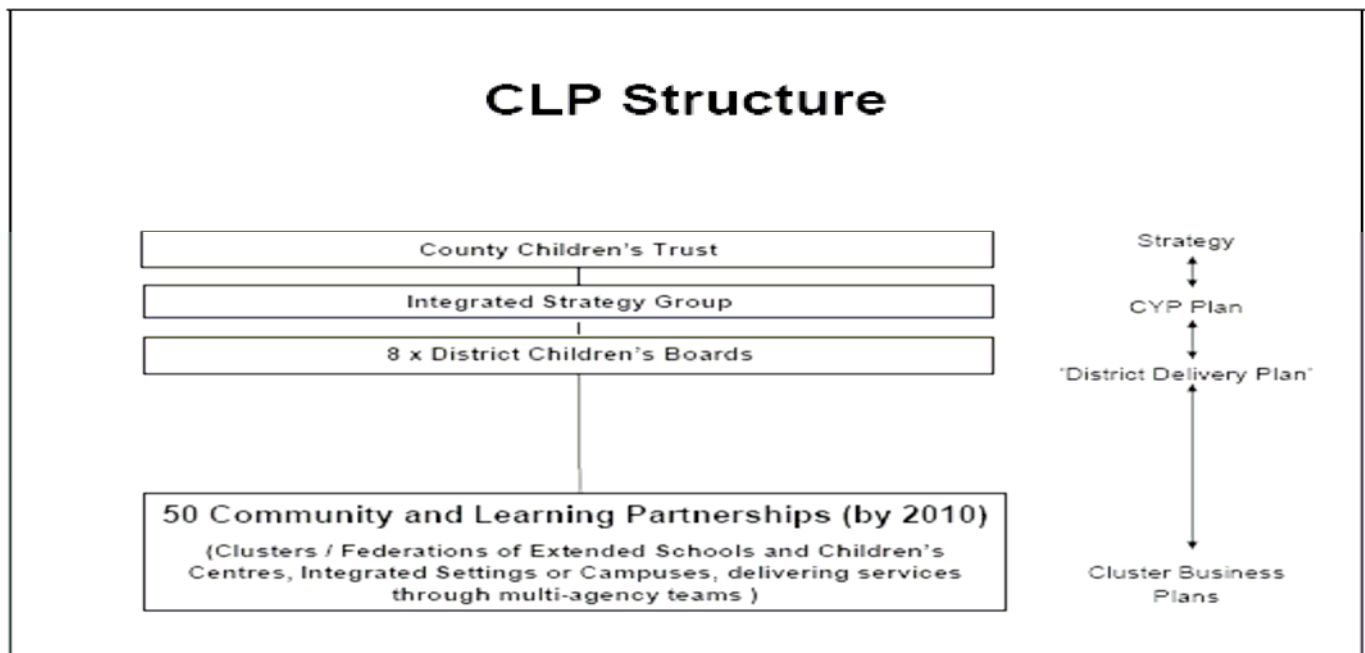 CLP Structure
County Children's Trust
Strategy
Integrated Strategy Group
CYP Plan
8 x District Children's Boards
'District Delivery Plan'
50 Community and Learning Partnerships (by 2010)
(Clusters / Federations of Extended Schools and Children's
Centres, Integrated Settings or Campuses, delivering services
through multi-agency teams )
Cluster Business
Plans